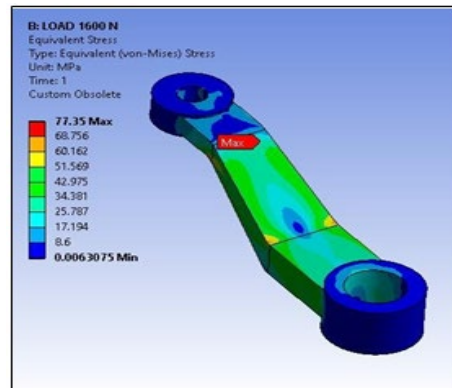 B: LOAD 1600 N
Equivalent Stress
Type: Equivalent (von-Mises) Stress
Unit: MPa
Time: 1
Custom Obsolete
77.35 Max
68.756
60.162
51.569
42.975
34.381
25.787
17.194
8.6
0.0063075 Min
Max